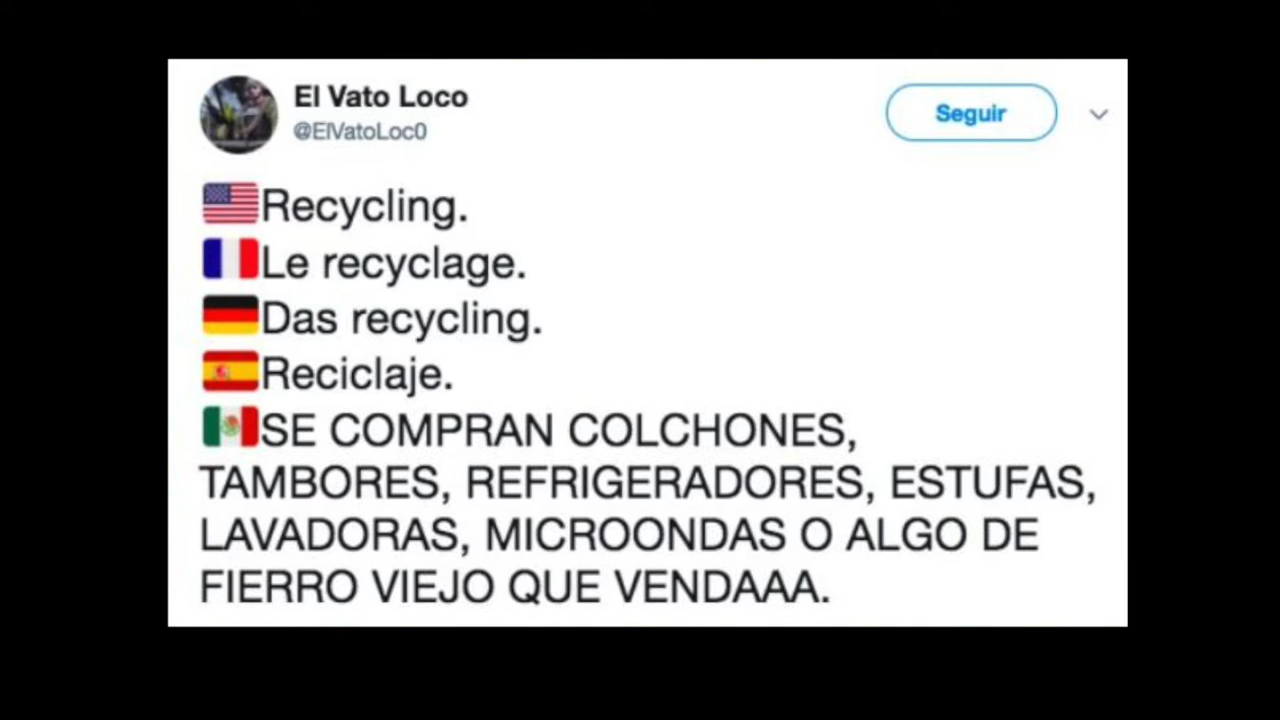 El Vato Loco
@ElVatoLoc0
Seguir
🇺🇸Recycling.
🇫🇷Le recyclage.
🇩🇪Das recycling.
🇪🇸Reciclaje.
🇲🇽SE COMPRAN COLCHONES,
TAMBORES, REFRIGERADORES, ESTUFAS,
LAVADORAS, MICROONDAS O ALGO DE
FIERRO VIEJO QUE VENDAAA.